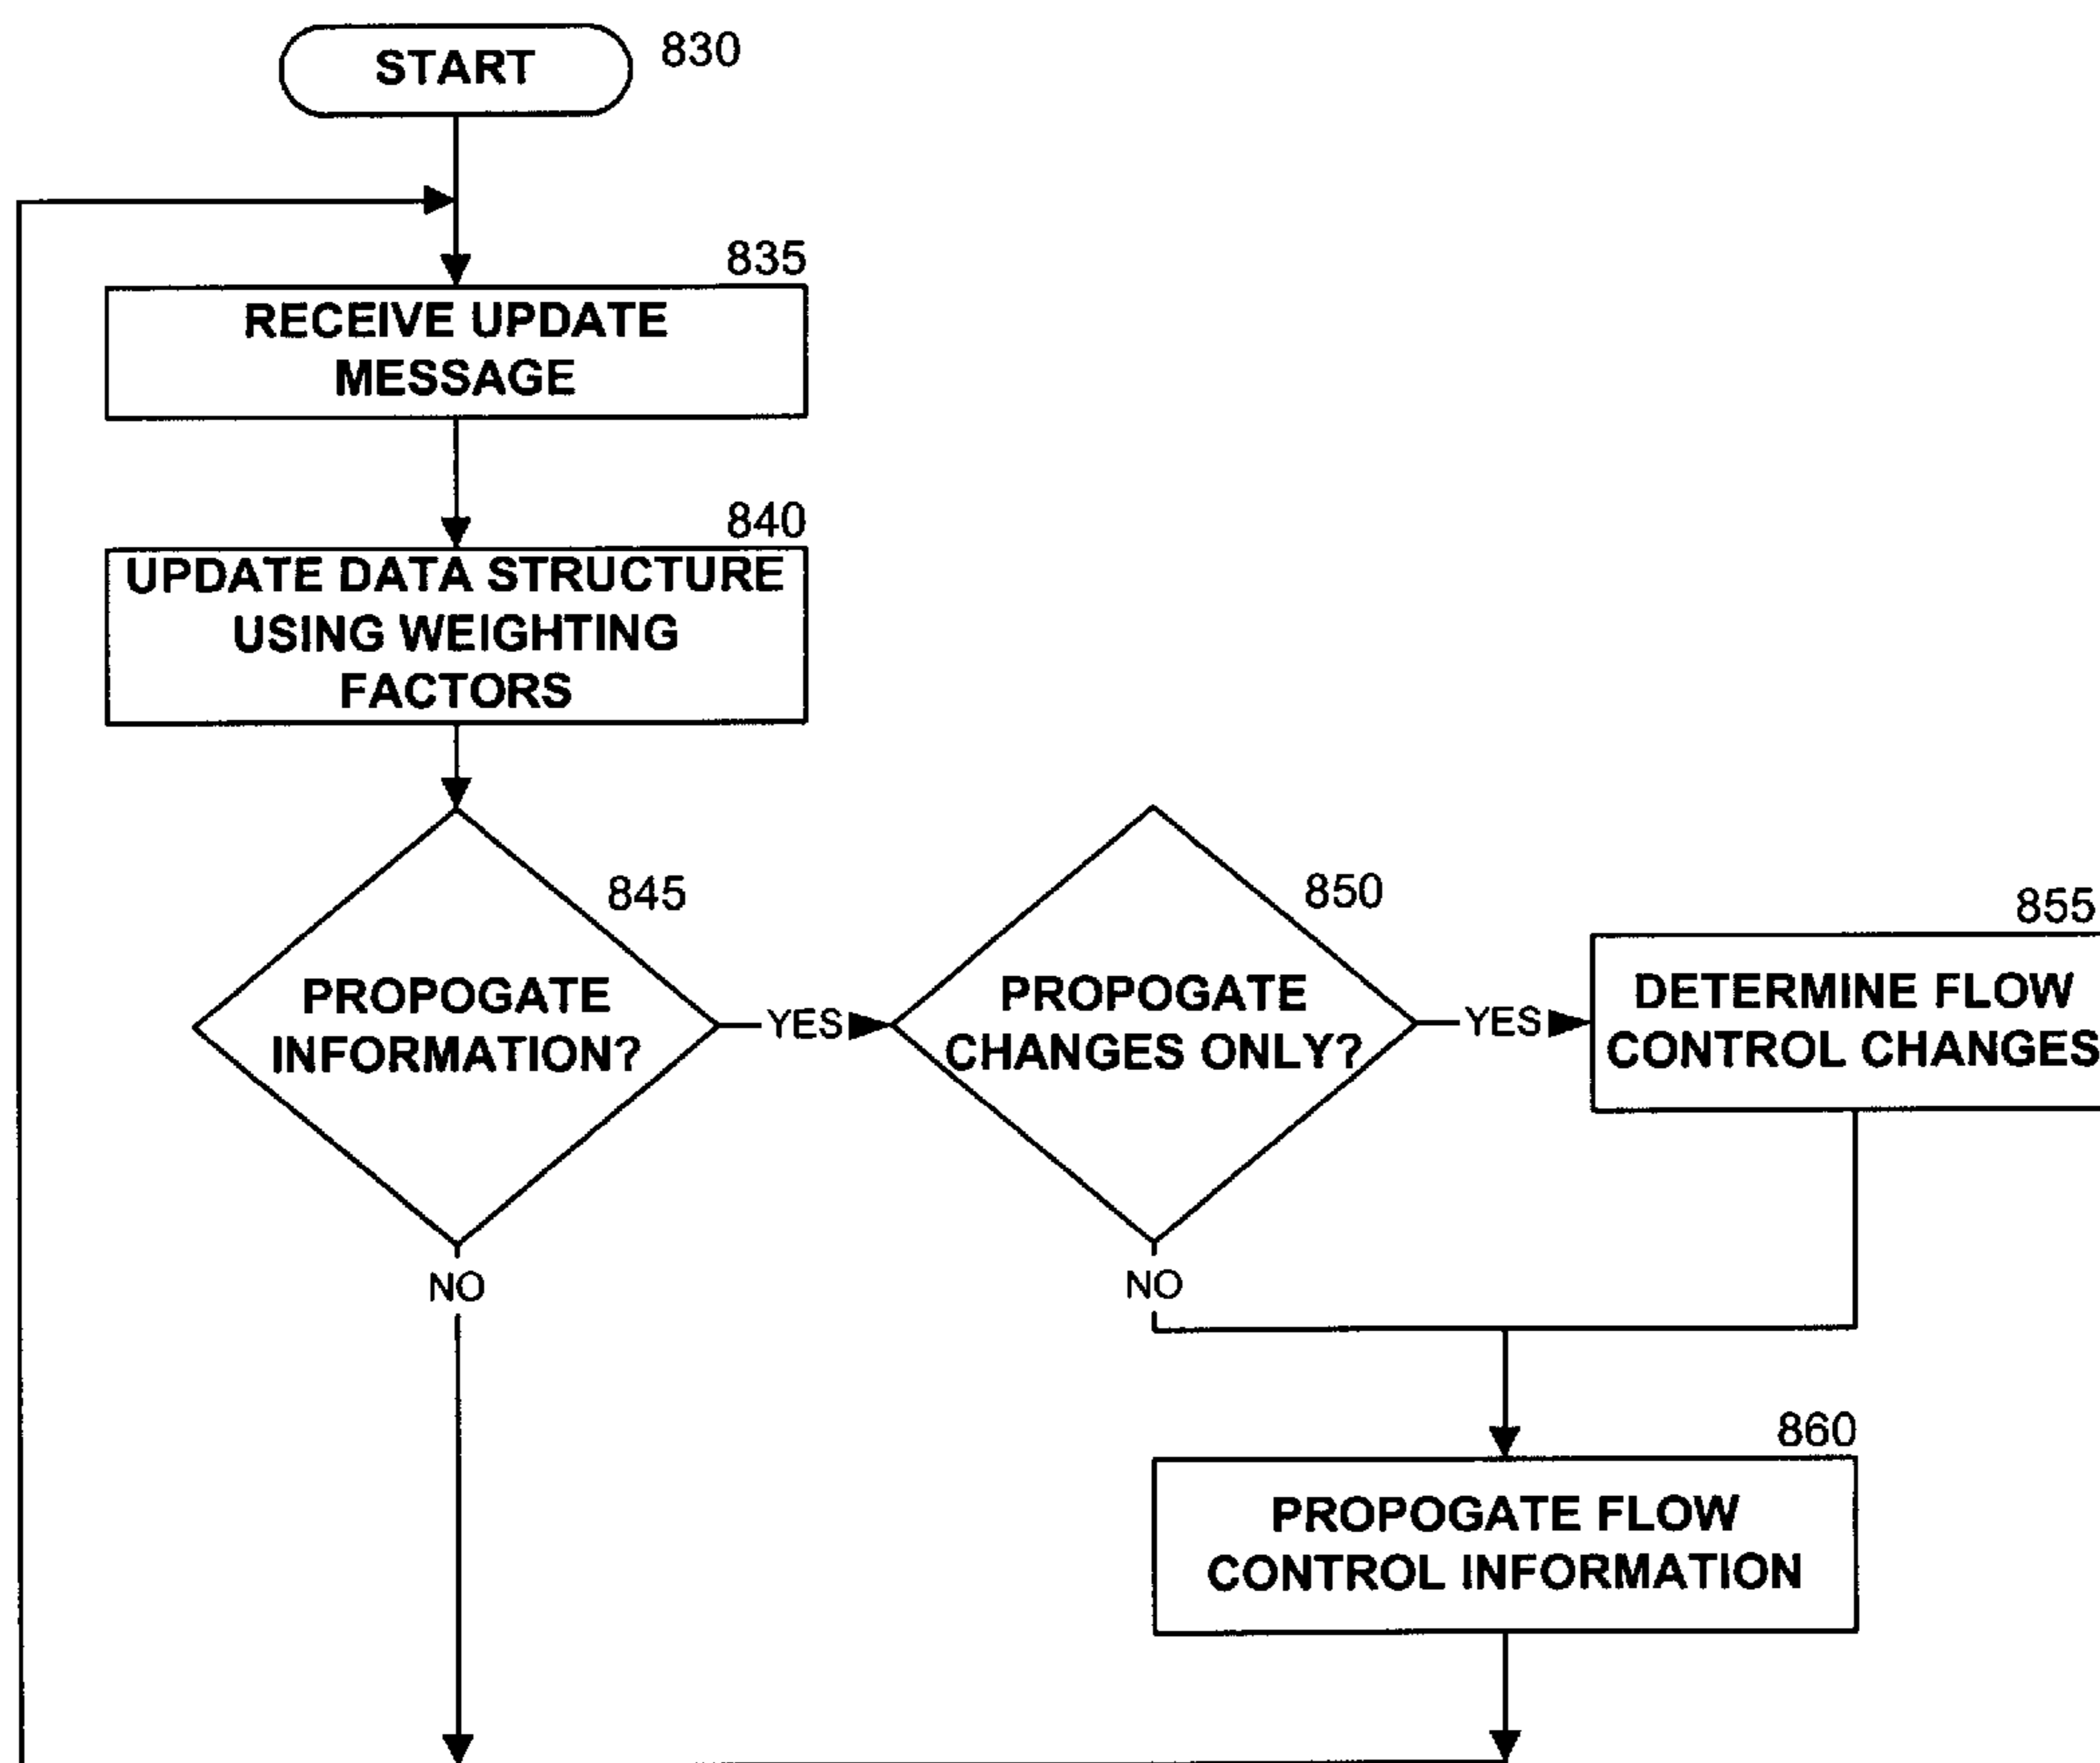 START
830
835
RECEIVE UPDATE
MESSAGE
840
UPDATE DATA STRUCTURE
USING WEIGHTING
FACTORS
845
PROPOGATE
INFORMATION?
YES
NO
850
PROPOGATE
CHANGES ONLY?
YES
NO
855
DETERMINE FLOW
CONTROL CHANGES
860
PROPOGATE FLOW
CONTROL INFORMATION